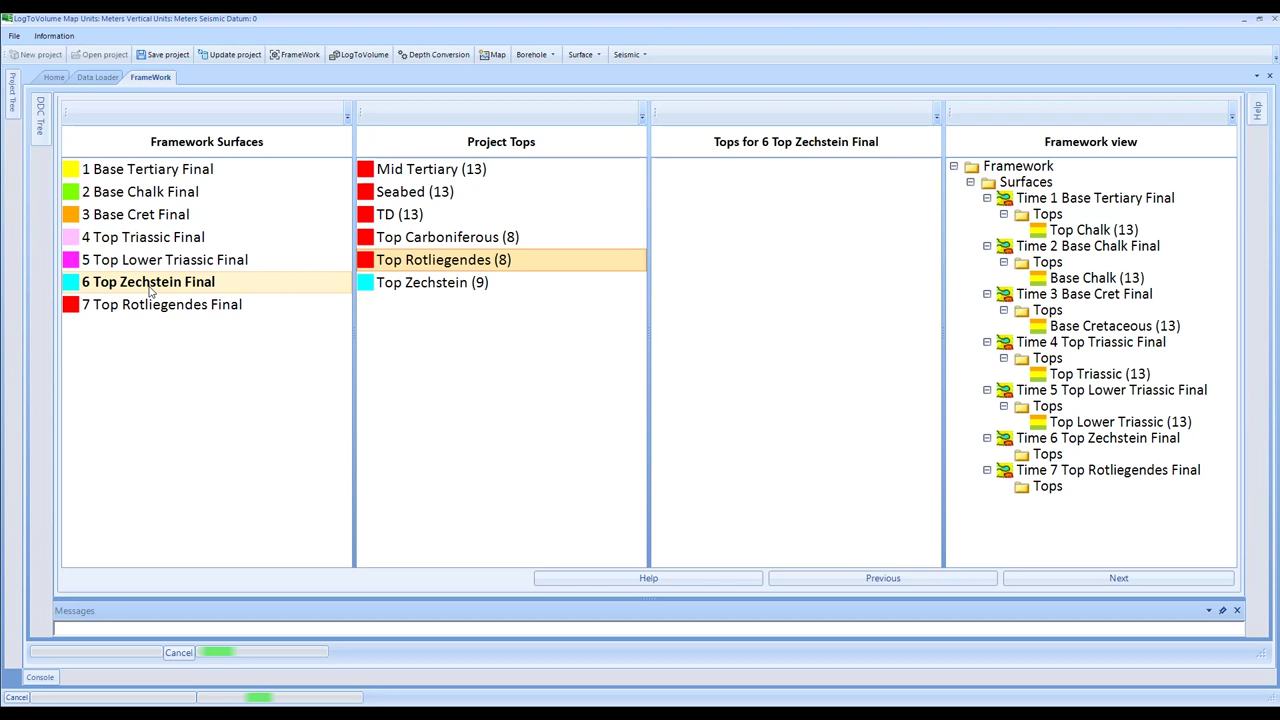 LogToVolume Map Units: Meters Vertical Units: Meters Seismic Datum: 0
File Information
New project Open project Save project Update project FrameWork LogToVolume Depth Conversion Map Borehole Surface Seismic
Project Tree
Home Data Loader FrameWork
DDC Tree
Help
Framework Surfaces
1 Base Tertiary Final
2 Base Chalk Final
3 Base Cret Final
4 Top Triassic Final
5 Top Lower Triassic Final
6 Top Zechstein Final
7 Top Rotliegendes Final
Project Tops
Mid Tertiary (13)
Seabed (13)
TD (13)
Top Carboniferous (8)
Top Rotliegendes (8)
Top Zechstein (9)
Tops for 6 Top Zechstein Final
Framework view
Framework
Surfaces
Time 1 Base Tertiary Final
Tops
Top Chalk (13)
Time 2 Base Chalk Final
Tops
Base Chalk (13)
Time 3 Base Cret Final
Tops
Base Cretaceous (13)
Time 4 Top Triassic Final
Tops
Top Triassic (13)
Time 5 Top Lower Triassic Final
Tops
Top Lower Triassic (13)
Time 6 Top Zechstein Final
Tops
Time 7 Top Rotliegendes Final
Tops
Help Previous Next
Messages
Cancel
Console
Cancel